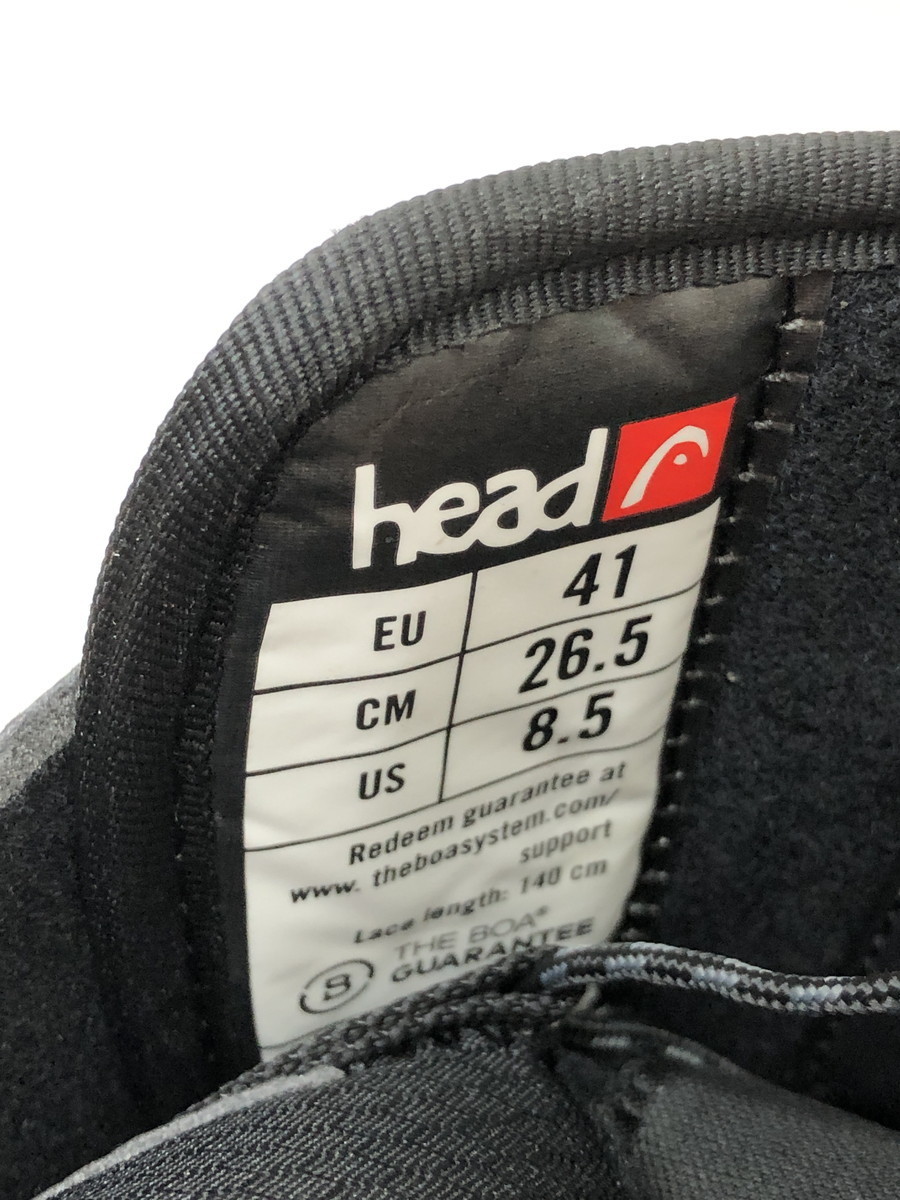 head
EU 41
CM 26.5
US 8.5
Redeem guarantee at
www. theboasystem.com/
support
Lace length: 140 cm
B THE BOA®
GUARANTEE